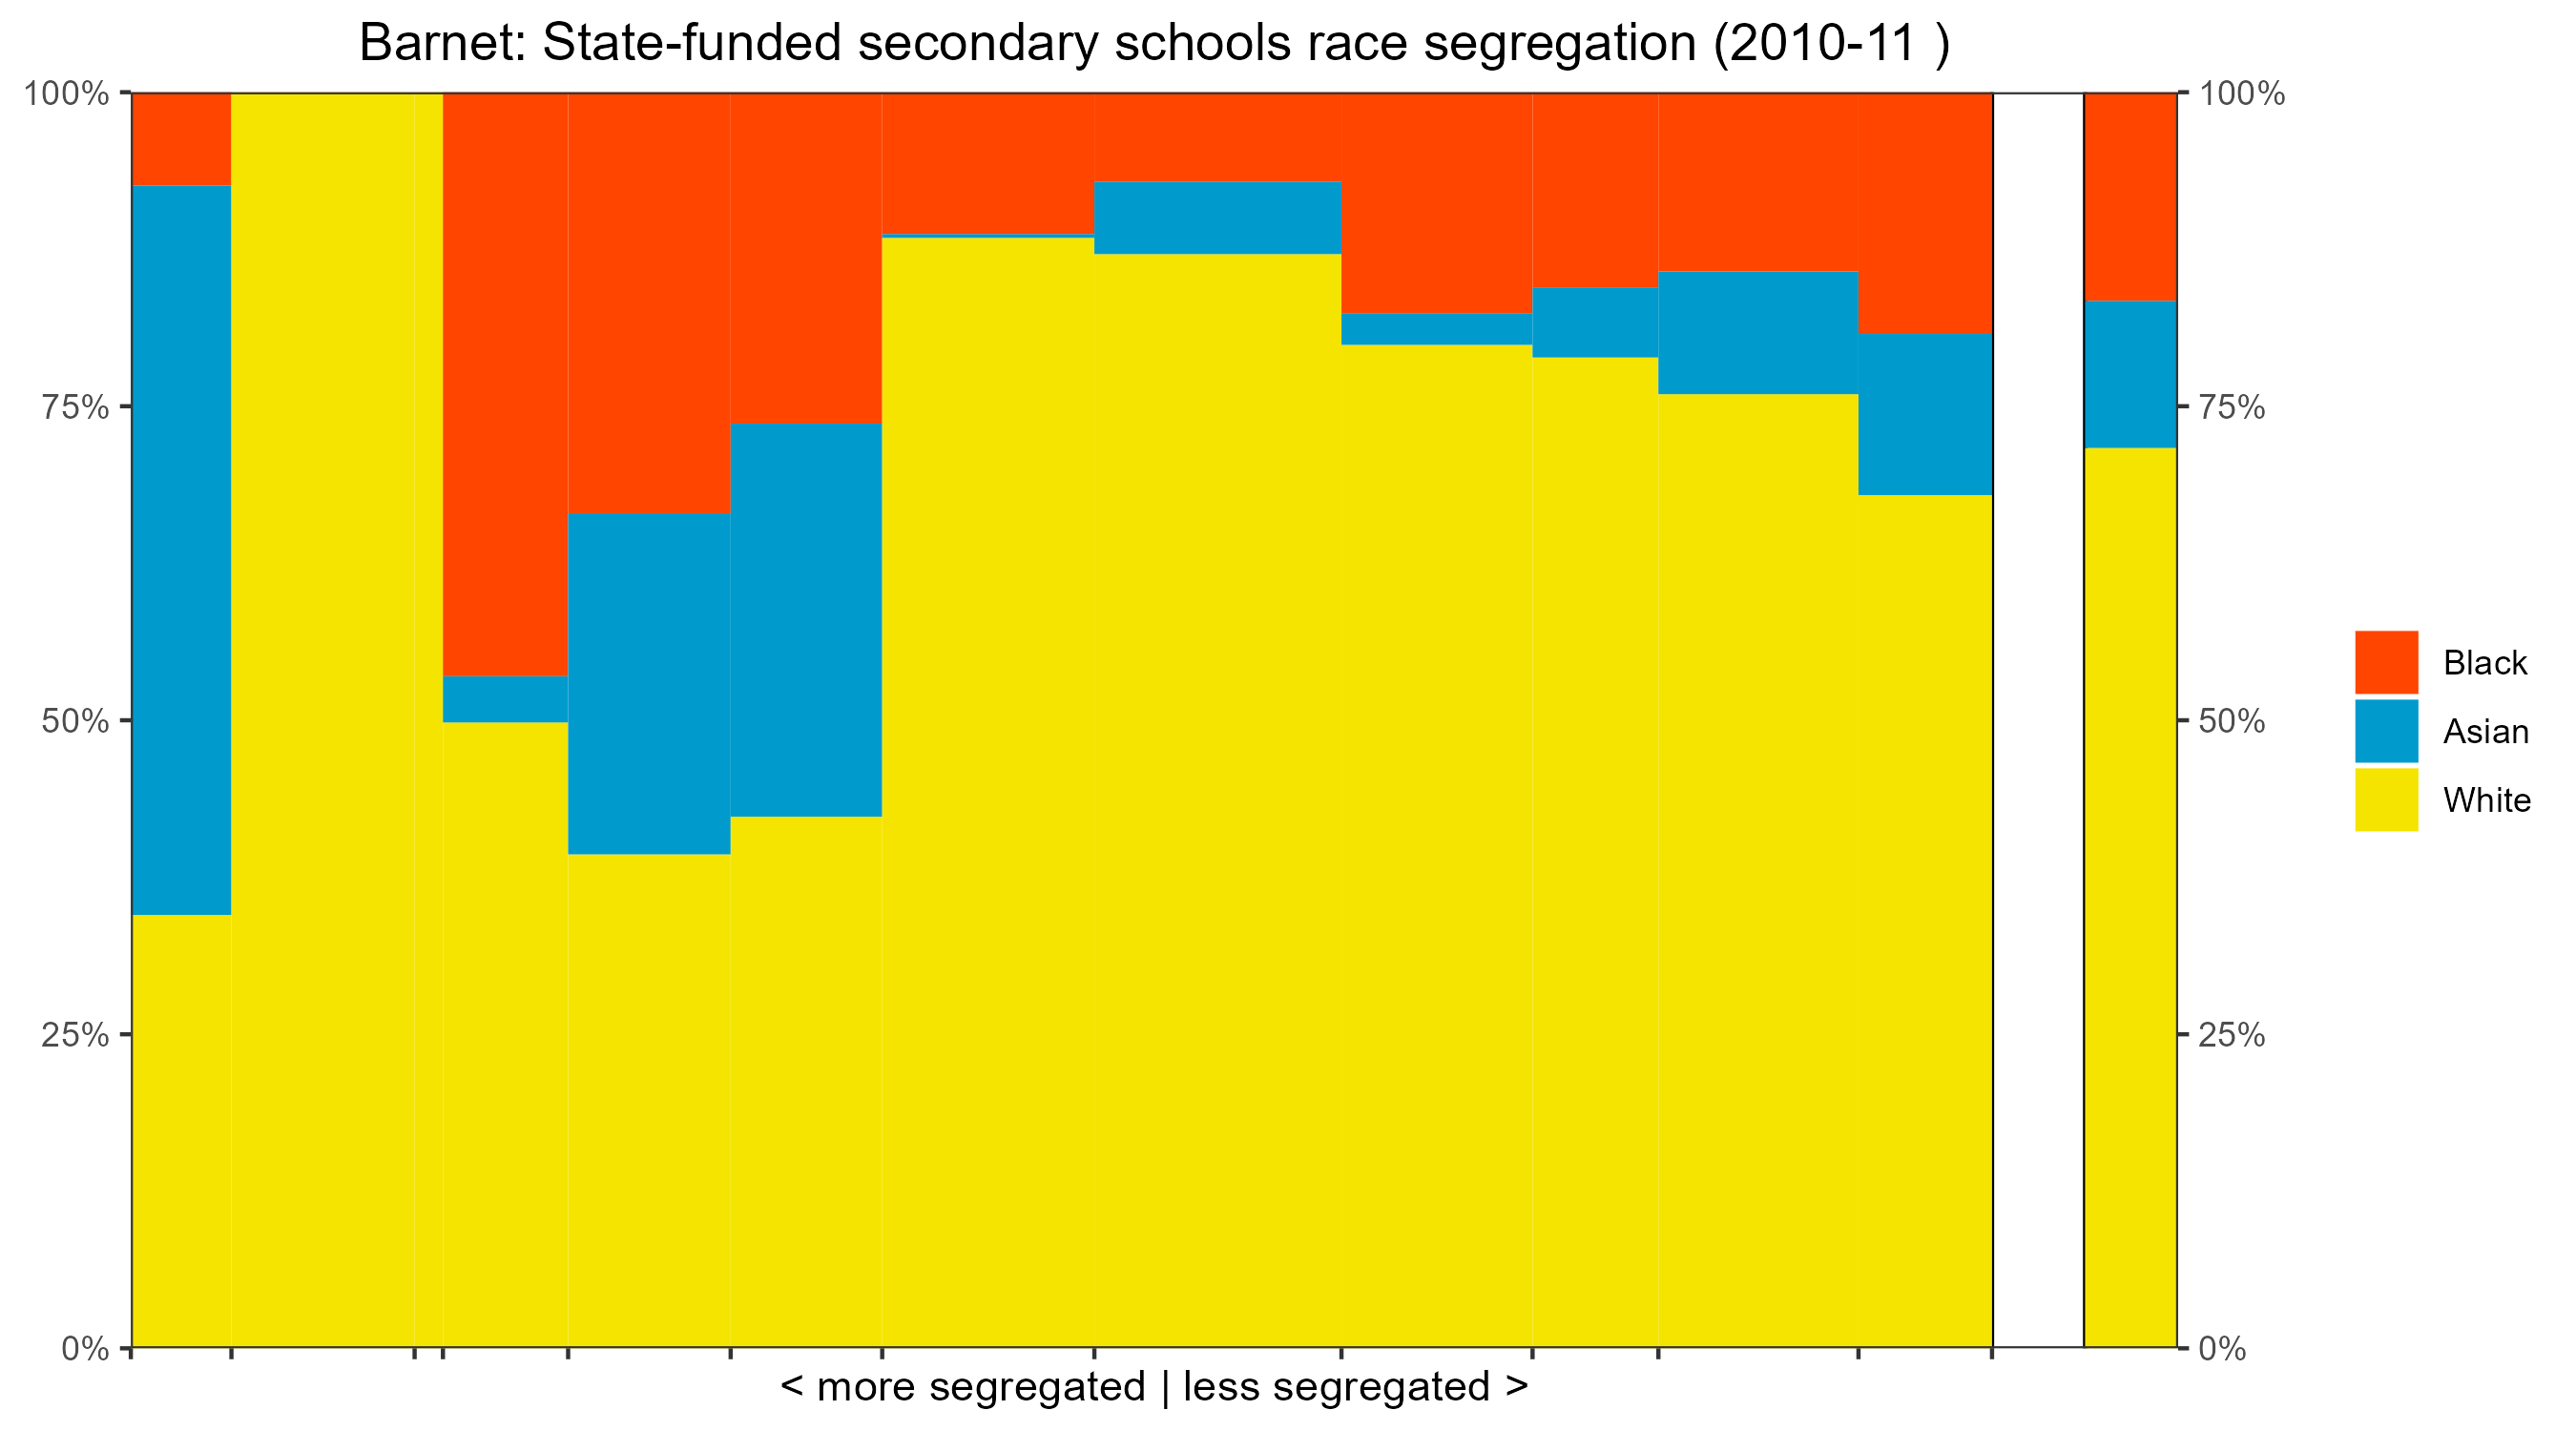 Barnet: State-funded secondary schools race segregation (2010-11 )
100%
75%
50%
25%
0%
100%
75%
50%
25%
0%
Black
Asian
White
< more segregated | less segregated >